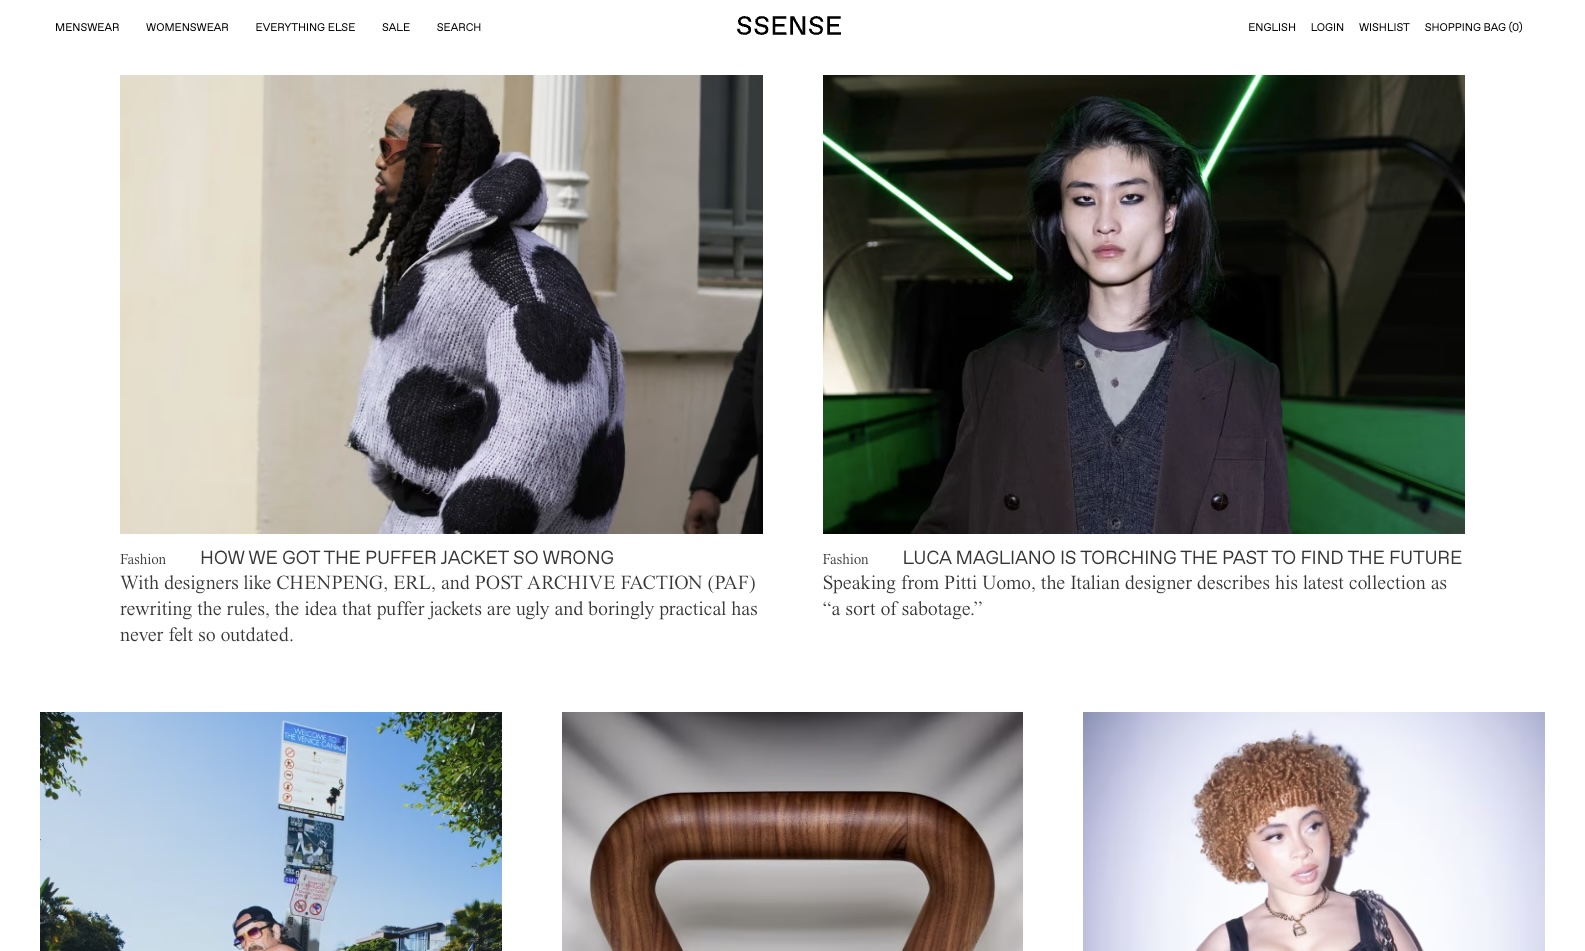 MENSWEAR WOMENSWEAR EVERYTHING ELSE SALE SEARCH SSENSE ENGLISH LOGIN WISHLIST SHOPPING BAG (0)
Fashion HOW WE GOT THE PUFFER JACKET SO WRONG
With designers like CHENPENG, ERL, and POST ARCHIVE FACTION (PAF)
rewriting the rules, the idea that puffer jackets are ugly and boringly practical has
never felt so outdated.
Fashion LUCA MAGLIANO IS TORCHING THE PAST TO FIND THE FUTURE
Speaking from Pitti Uomo, the Italian designer describes his latest collection as
“a sort of sabotage.”
WELCOME TO
THE VENICE CANALS